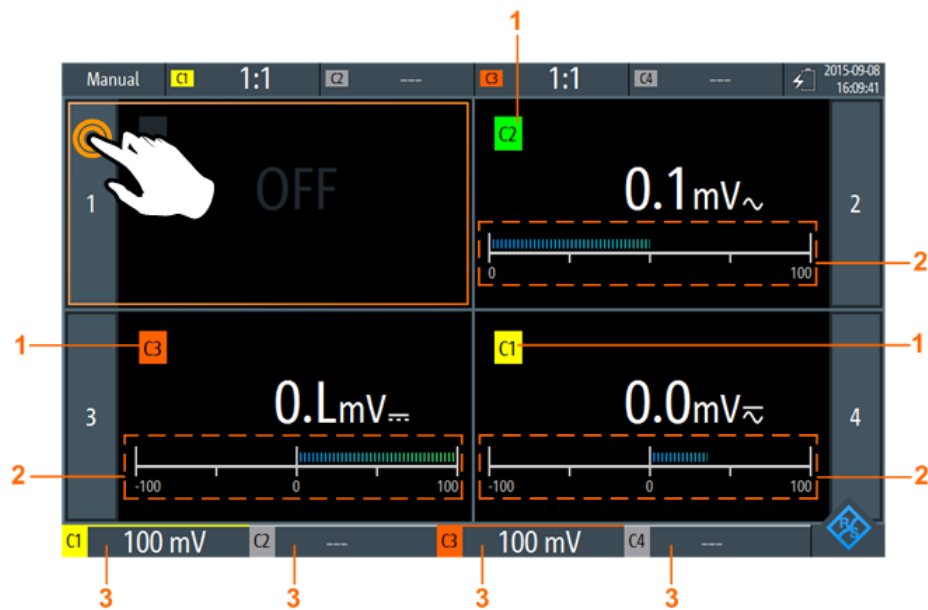 1
Manual C1 1:1 C2 --- C3 1:1 C4 --- 2015-09-08
16:09:41
1 OFF
C2
0.1mV~
2
0 100
2
1 C3
0.LmV⎓
3
-100 0 100
2
C1 1
0.0mV⏦
4
-100 0 100
2
C1 100 mV C2 --- C3 100 mV C4 --- R&S
3 3 3 3